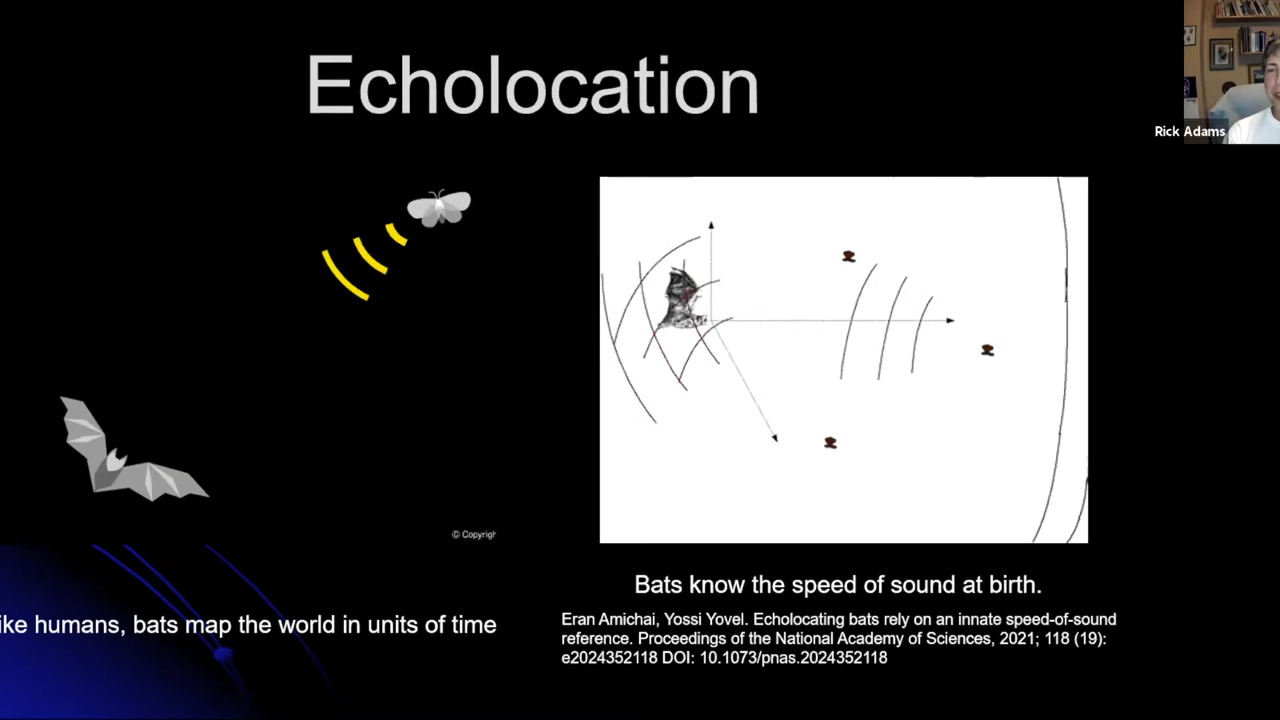 Echolocation
Rick Adams
© Copyrigh
ike humans, bats map the world in units of time
Bats know the speed of sound at birth.
Eran Amichai, Yossi Yovel. Echolocating bats rely on an innate speed-of-sound
reference. Proceedings of the National Academy of Sciences, 2021; 118 (19):
e2024352118 DOI: 10.1073/pnas.2024352118